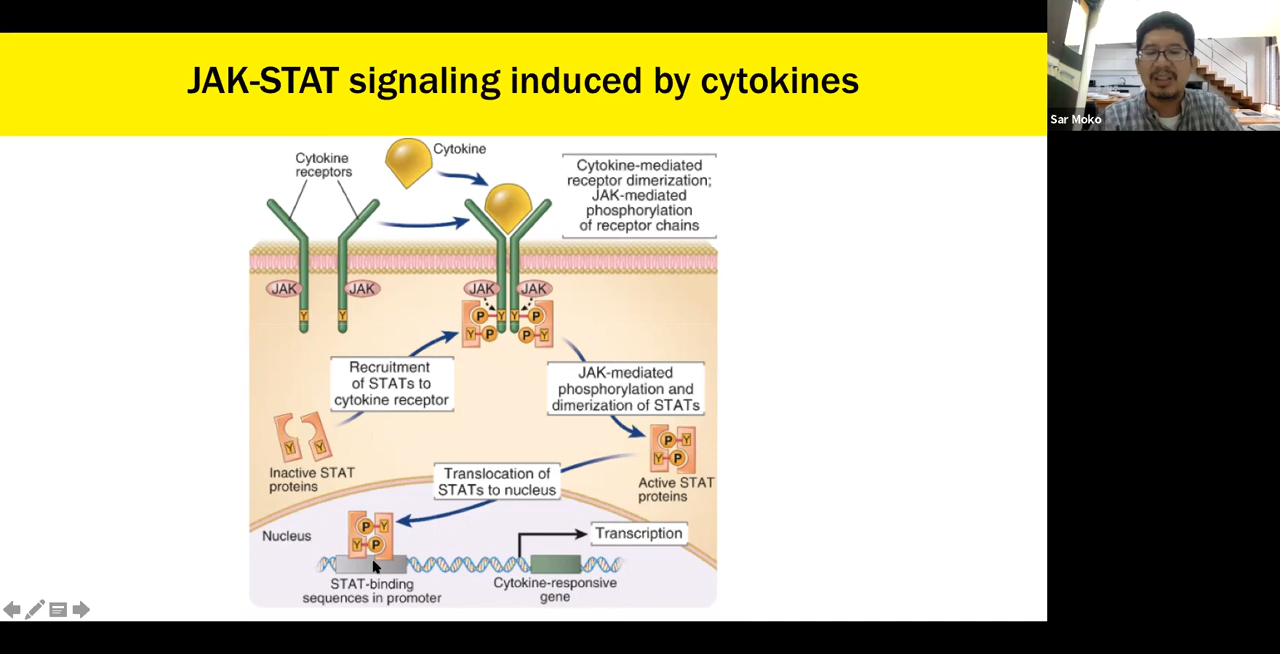 JAK-STAT signaling induced by cytokines
Sar Moko
Cytokine
receptors
Cytokine
Cytokine-mediated
receptor dimerization;
JAK-mediated
phosphorylation
of receptor chains
JAK
JAK
JAK
JAK
Y
Y
P
Y
Y
P
Y
P
P
Y
Recruitment
of STATs to
cytokine receptor
JAK-mediated
phosphorylation and
dimerization of STATs
Y
Y
Inactive STAT
proteins
P
Y
Y
P
Active STAT
proteins
Translocation of
STATs to nucleus
Nucleus
P
Y
Y
P
Transcription
STAT-binding
sequences in promoter
Cytokine-responsive
gene